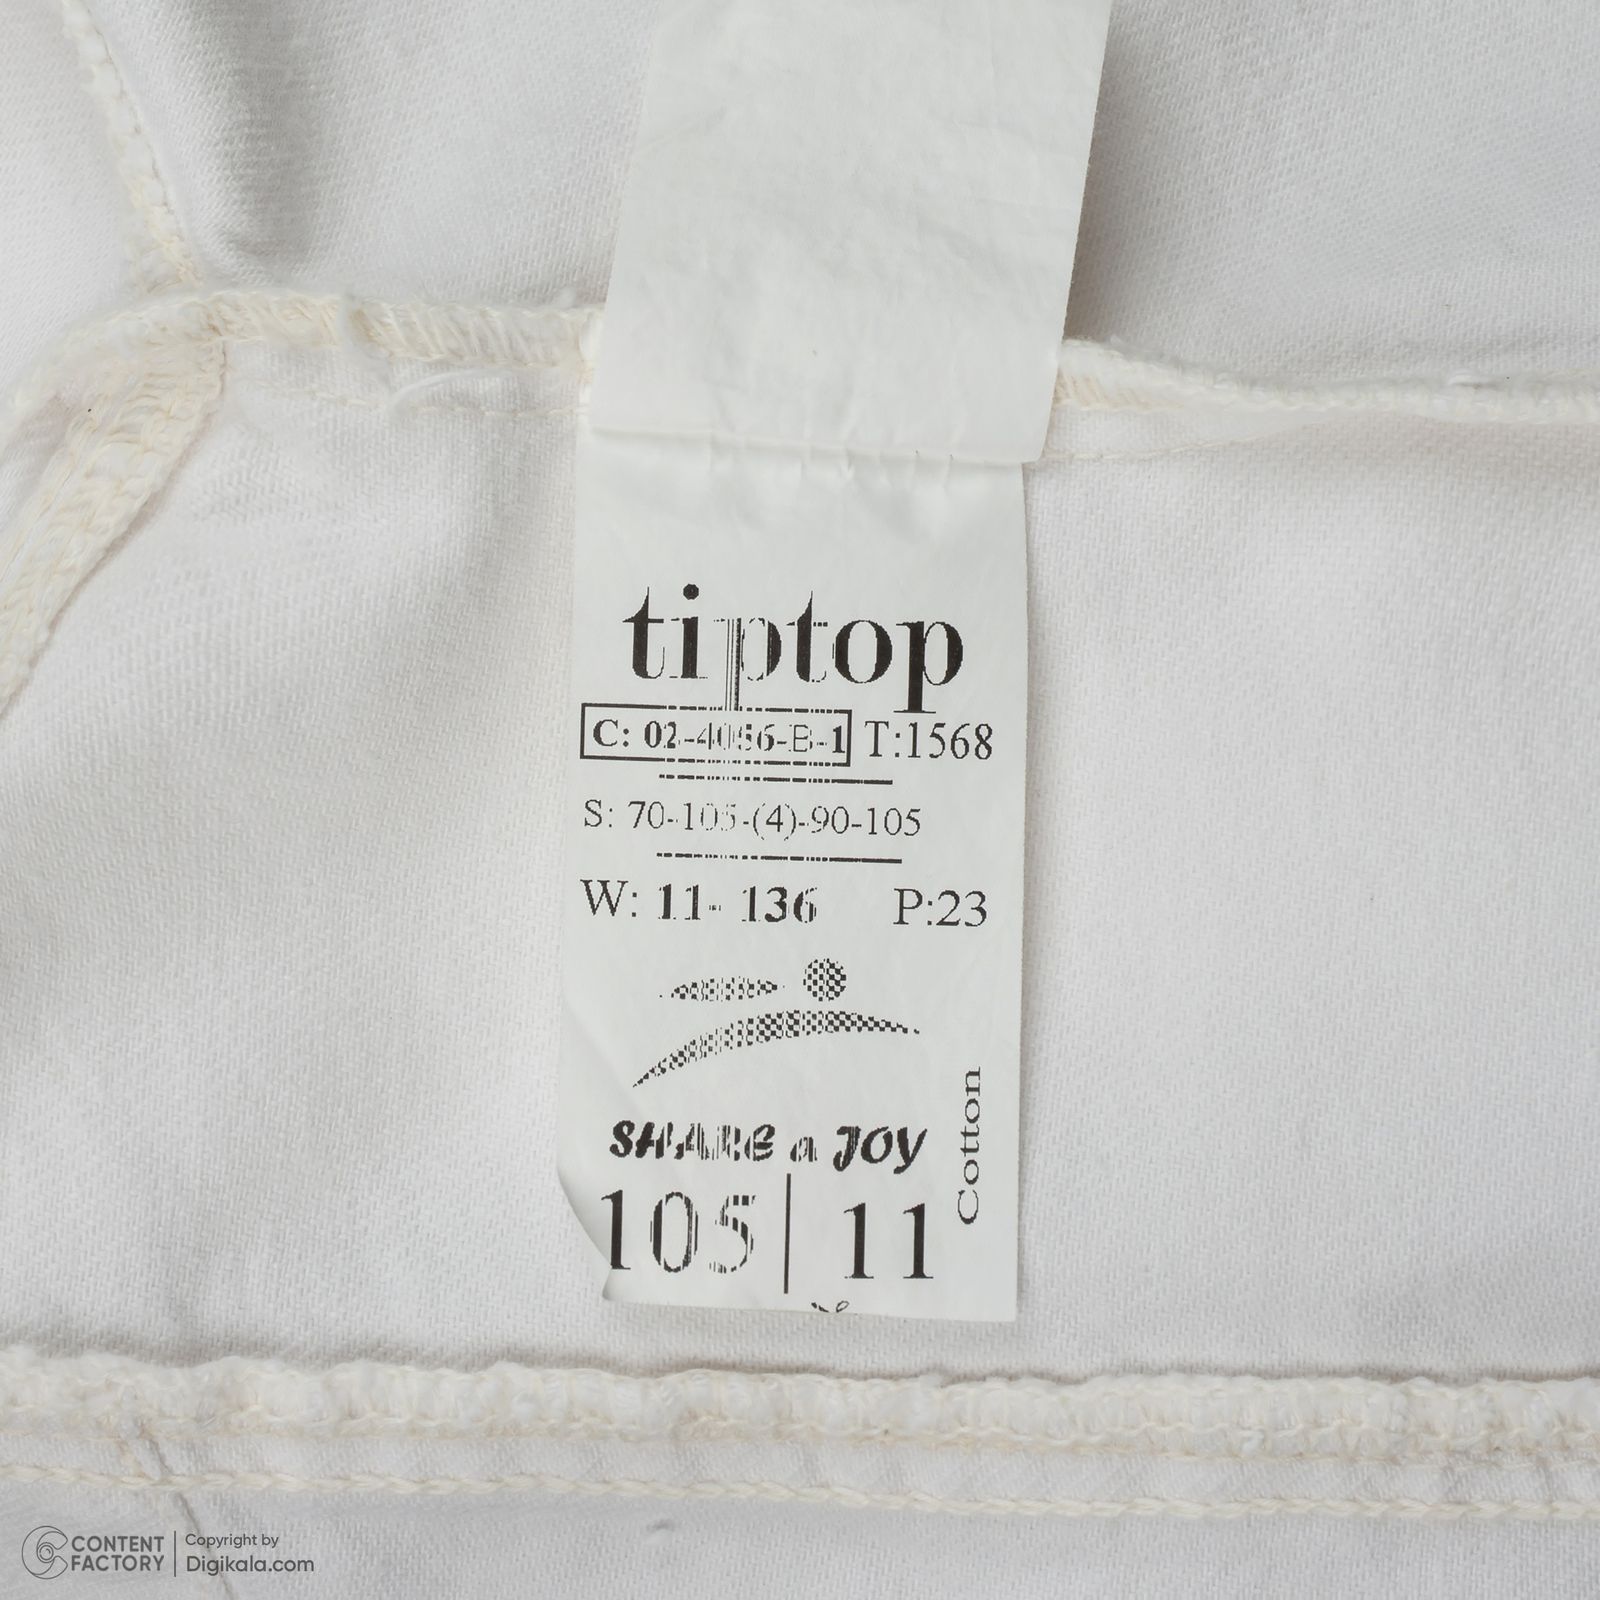 tiptop
C: 02-4056-B-1 T:1568
S: 70-105-(4)-90-105
W: 11- 136 P:23
SHARE a JOY
Cotton
105 | 11
CONTENT FACTORY | Copyright by Digikala.com